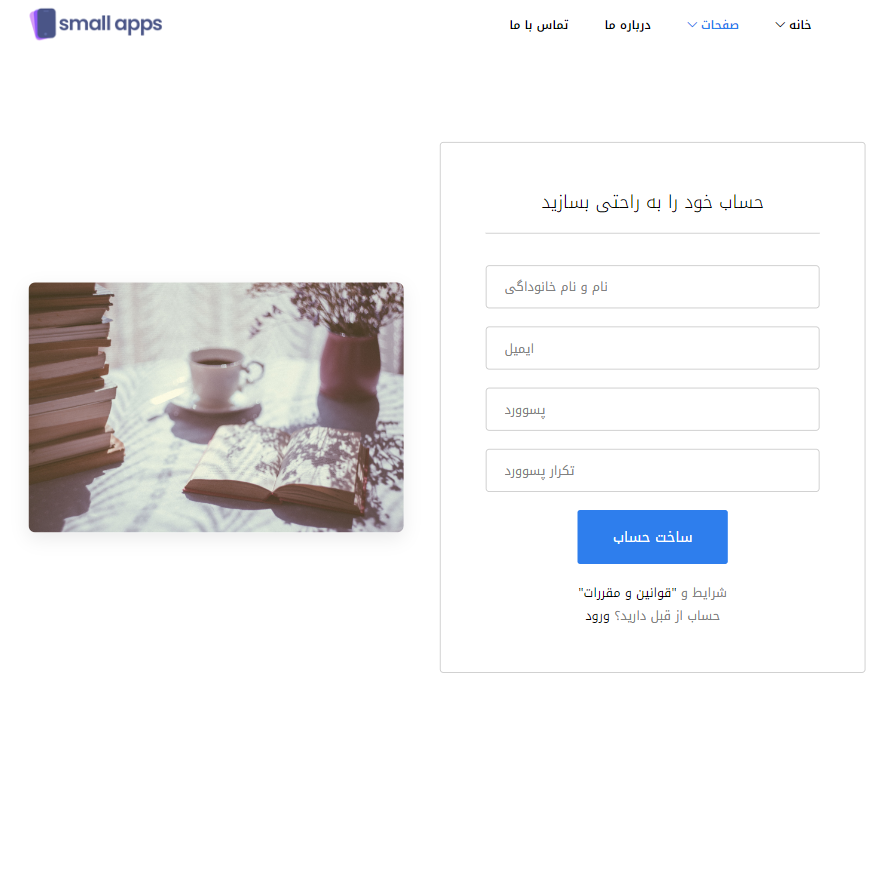 small apps
خانه
صفحات
درباره ما
تماس با ما
حساب خود را به راحتی بسازید
نام و نام خانوداگی
ایمیل
پسوورد
تکرار پسوورد
ساخت حساب
شرایط و "قوانین و مقررات"
حساب از قبل دارید؟ ورود